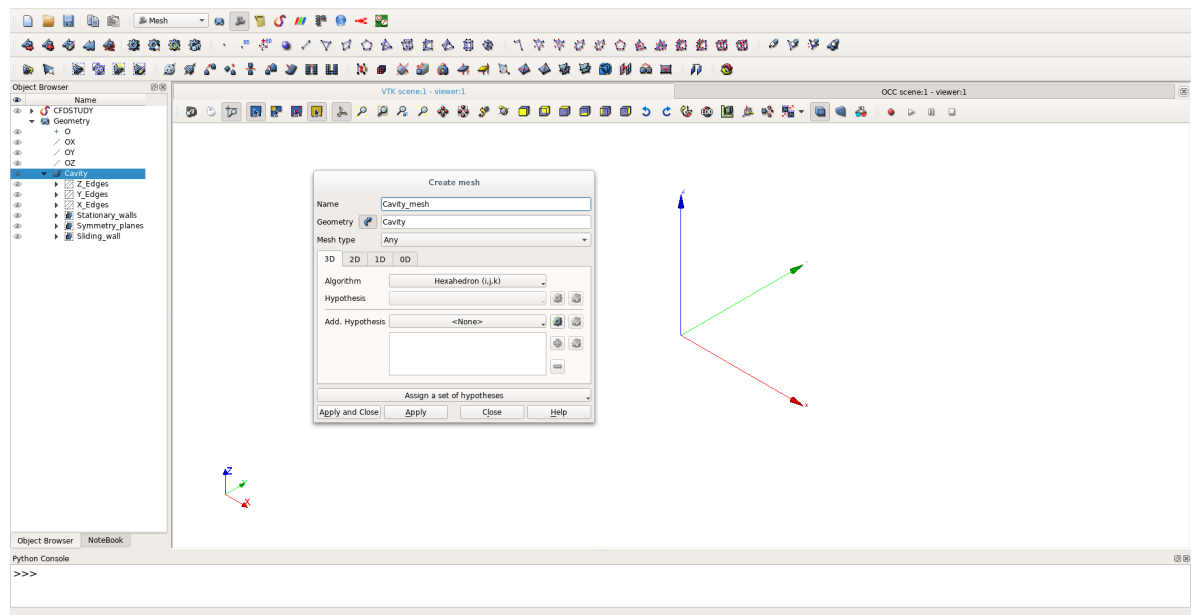 Mesh
Object Browser
Name
CFDSTUDY
Geometry
O
OX
OY
OZ
Cavity
Z_Edges
Y_Edges
X_Edges
Stationary_walls
Symmetry_planes
Sliding_wall
VTK scene:1 - viewer:1
OCC scene:1 - viewer:1
Create mesh
Name
Cavity_mesh
Geometry
Cavity
Mesh type
Any
3D 2D 1D 0D
Algorithm
Hexahedron (i,j,k)
Hypothesis
Add. Hypothesis
<None>
Assign a set of hypotheses
Apply and Close Apply Close Help
Z
X
Object Browser NoteBook
Python Console
>>>